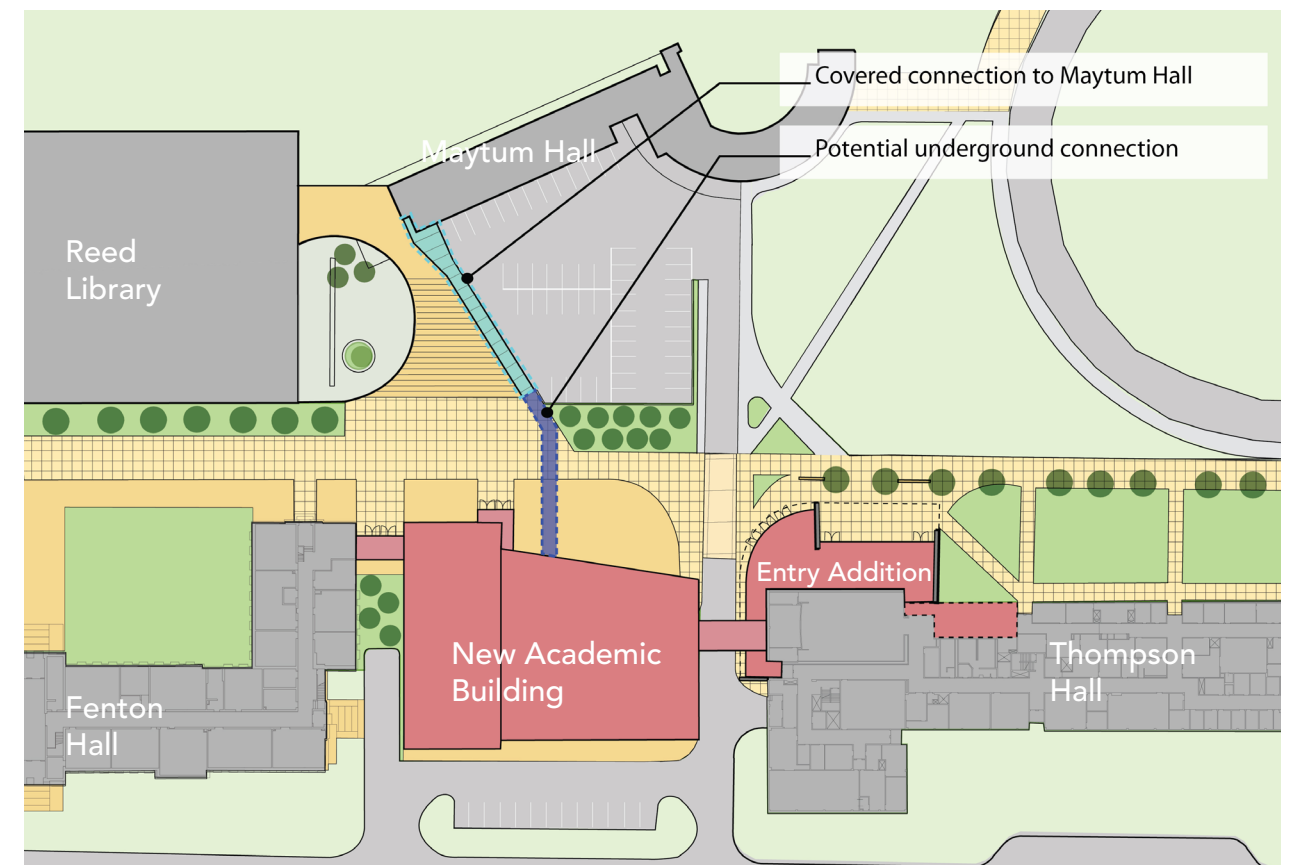 Covered connection to Maytum Hall
Maytum Hall
Potential underground connection
Reed
Library
Entry Addition
New Academic
Building
Thompson
Hall
Fenton
Hall